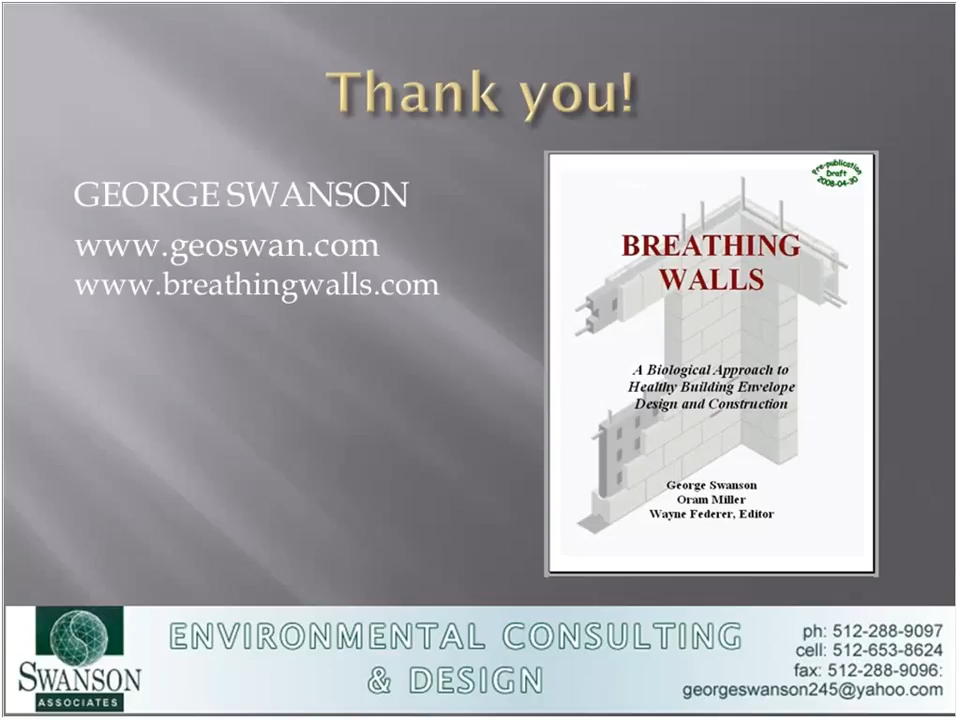 Thank you!
GEORGE SWANSON
www.geoswan.com
www.breathingwalls.com
Pre-publication
Draft
2008-04-30
BREATHING
WALLS
A Biological Approach to
Healthy Building Envelope
Design and Construction
George Swanson
Oram Miller
Wayne Federer, Editor
SWANSON
ASSOCIATES
ENVIRONMENTAL CONSULTING
& DESIGN
ph: 512-288-9097
cell: 512-653-8624
fax: 512-288-9096:
georgeswanson245@yahoo.com